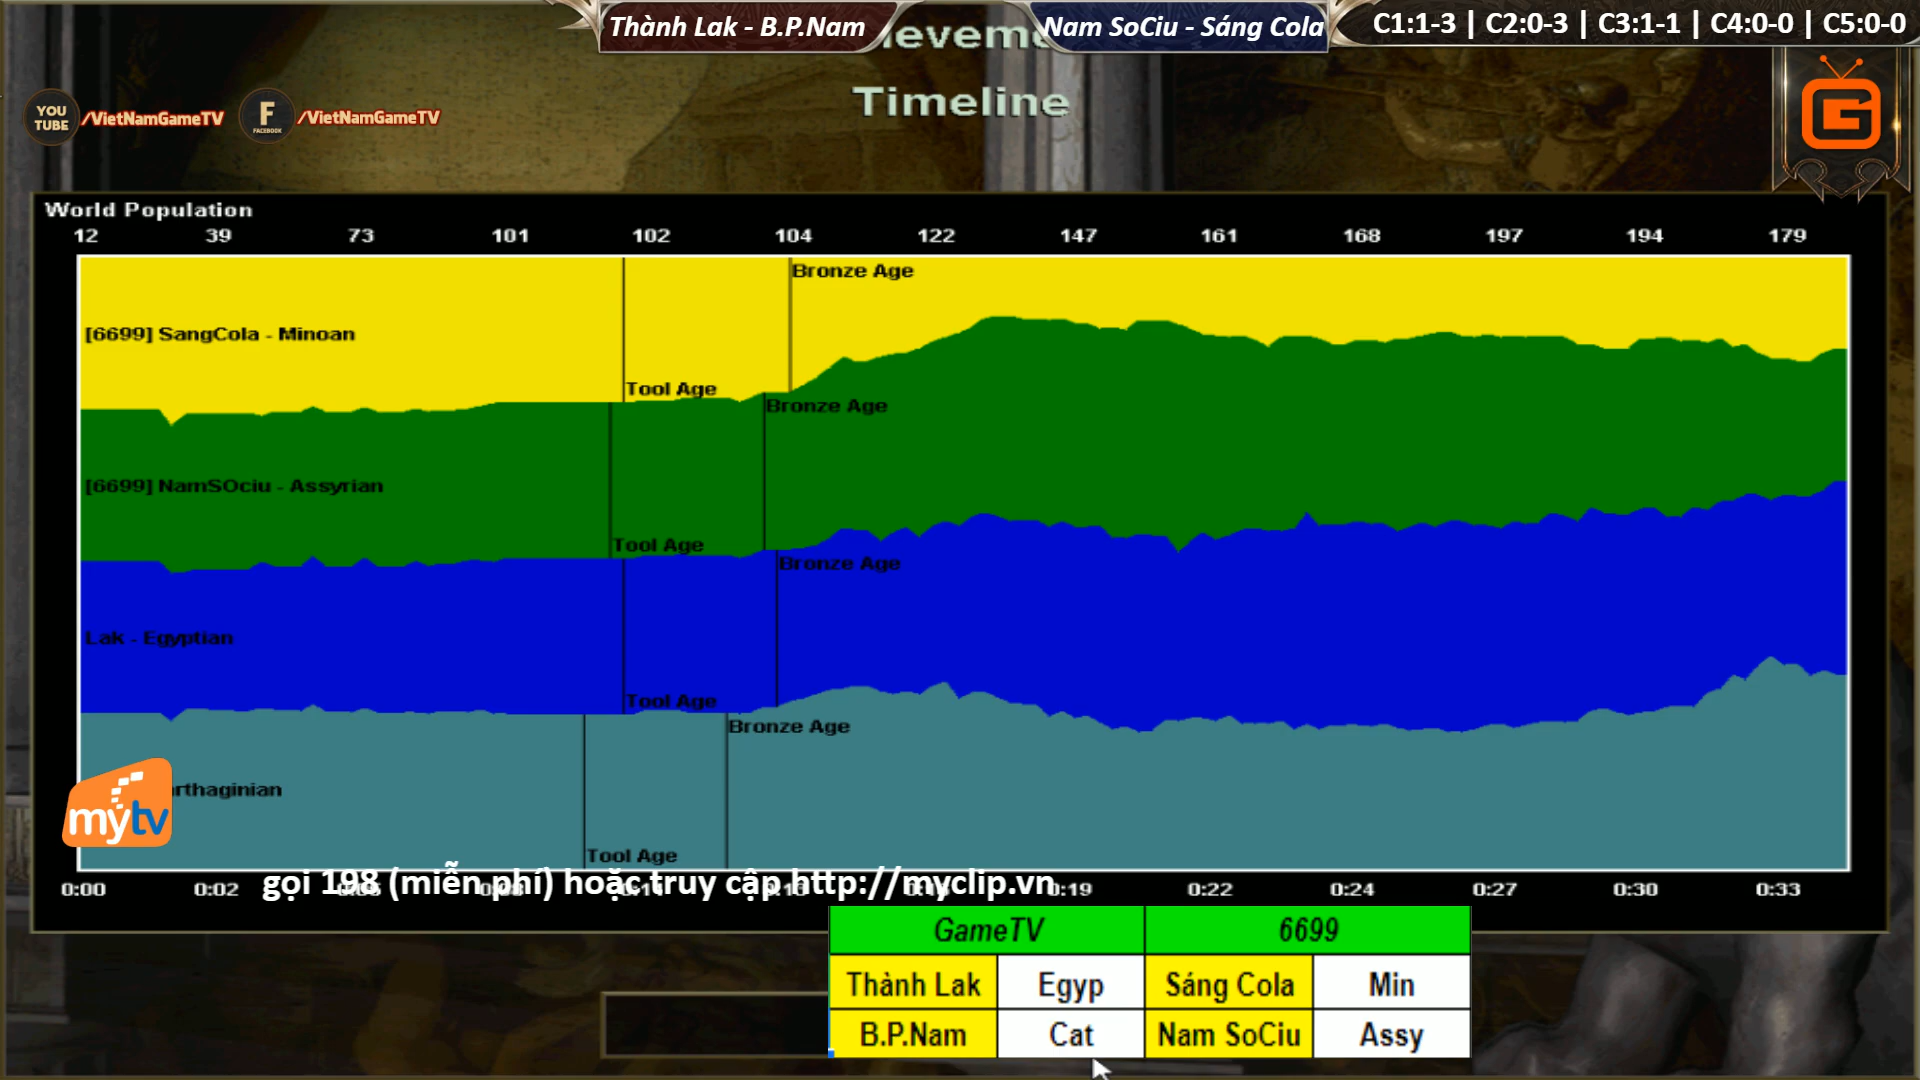 Thành Lak - B.P.Nam
Nam SoCiu - Sáng Cola
C1:1-3 | C2:0-3 | C3:1-1 | C4:0-0 | C5:0-0
Timeline
YOU TUBE /VietNamGameTV
F FACEBOOK /VietNamGameTV
G
World Population
12 39 73 101 102 104 122 147 161 168 197 194 179
Bronze Age
[6699] SangCola - Minoan
Tool Age
Bronze Age
[6699] NamSOciu - Assyrian
Tool Age
Bronze Age
Lak - Egyptian
Tool Age
Bronze Age
rthaginian
mytv
Tool Age
gọi 198 (miễn phí) hoặc truy cập http://myclip.vn
0:00 0:02 0:19 0:22 0:24 0:27 0:30 0:33
GameTV 6699
Thành Lak Egyp Sáng Cola Min
B.P.Nam Cat Nam SoCiu Assy